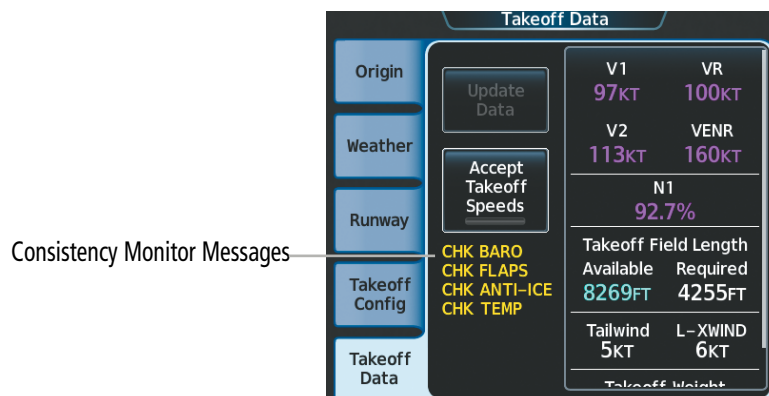 Takeoff Data
Origin
Weather
Runway
Takeoff
Config
Takeoff
Data
Update
Data
Accept
Takeoff
Speeds
Consistency Monitor Messages
CHK BARO
CHK FLAPS
CHK ANTI-ICE
CHK TEMP
V1 VR
97KT 100KT
V2 VENR
113KT 160KT
N1
92.7%
Takeoff Field Length
Available Required
8269FT 4255FT
Tailwind L-XWIND
5KT 6KT
Takeoff Weight